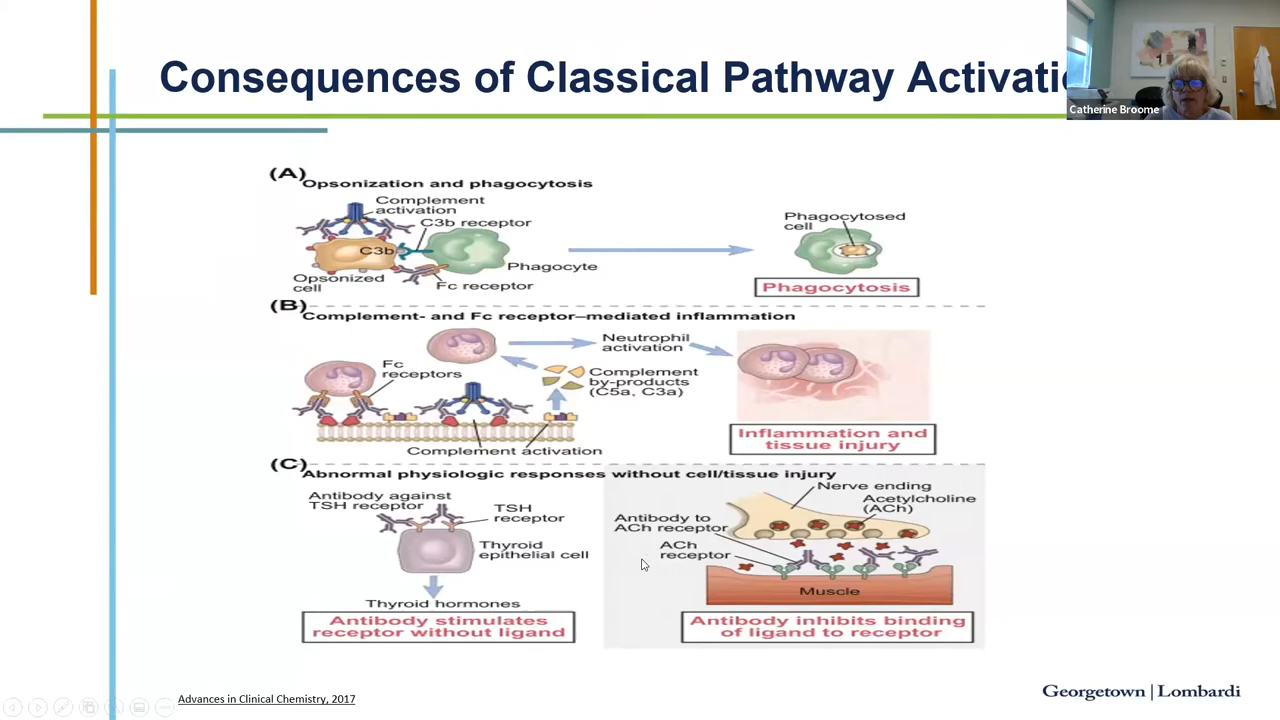 Consequences of Classical Pathway Activati
Catherine Broome
(A)
Opsonization and phagocytosis
Complement
activation
C3b receptor
C3b
Phagocyte
Opsonized
cell
Fc receptor
Phagocytosed
cell
Phagocytosis
(B)
Complement- and Fc receptor–mediated inflammation
Fc
receptors
Neutrophil
activation
Complement
by-products
(C5a, C3a)
Complement activation
Inflammation and
tissue injury
(C)
Abnormal physiologic responses without cell/tissue injury
Antibody against
TSH receptor
TSH
receptor
Thyroid
epithelial cell
Thyroid hormones
Antibody stimulates
receptor without ligand
Nerve ending
Acetylcholine
(ACh)
Antibody to
ACh receptor
ACh
receptor
Muscle
Antibody inhibits binding
of ligand to receptor
Advances in Clinical Chemistry, 2017
Georgetown | Lombardi